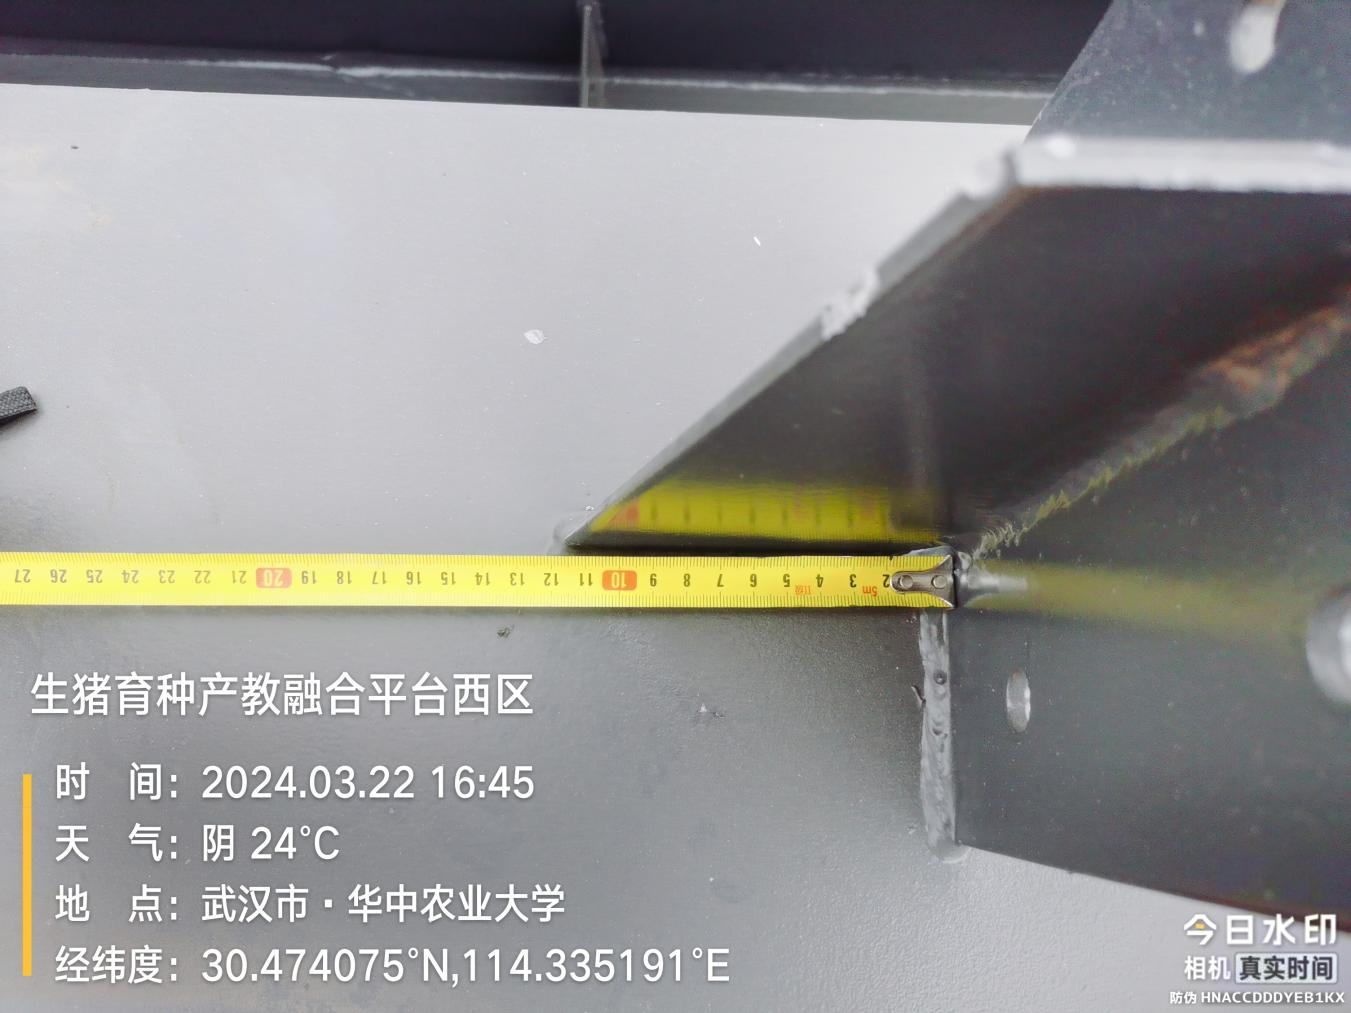 27 26 25 24 23 22 21 20 19 18 17 16 15 14 13 12 11 10 9 8 7 6 5 4 3 2
5m
生猪育种产教融合平台西区
时 间：2024.03.22 16:45
天 气：阴 24°C
地 点：武汉市·华中农业大学
经纬度：30.474075°N,114.335191°E
今日水印
相机 真实时间
防伪 HNACCDDDYEB1KX